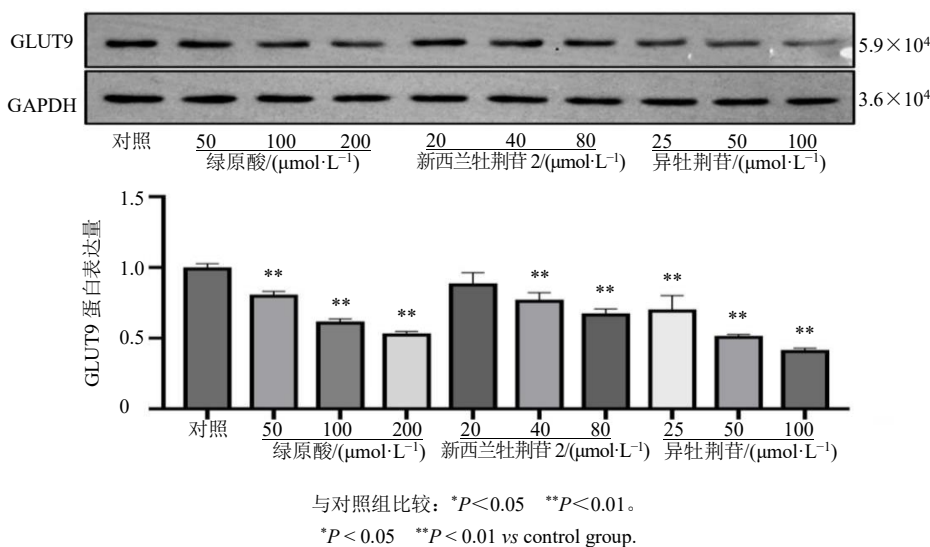 GLUT9 5.9×10⁴
GAPDH 3.6×10⁴
对照 50 100 200 20 40 80 25 50 100
绿原酸/(μmol·L⁻¹) 新西兰牡荆苷 2/(μmol·L⁻¹) 异牡荆苷/(μmol·L⁻¹)
GLUT9 蛋白表达量
1.5
1.0
0.5
0
** ** ** ** ** ** ** **
对照 50 100 200 20 40 80 25 50 100
绿原酸/(μmol·L⁻¹) 新西兰牡荆苷 2/(μmol·L⁻¹) 异牡荆苷/(μmol·L⁻¹)
与对照组比较：*P＜0.05 **P＜0.01。
*P < 0.05 **P < 0.01 vs control group.